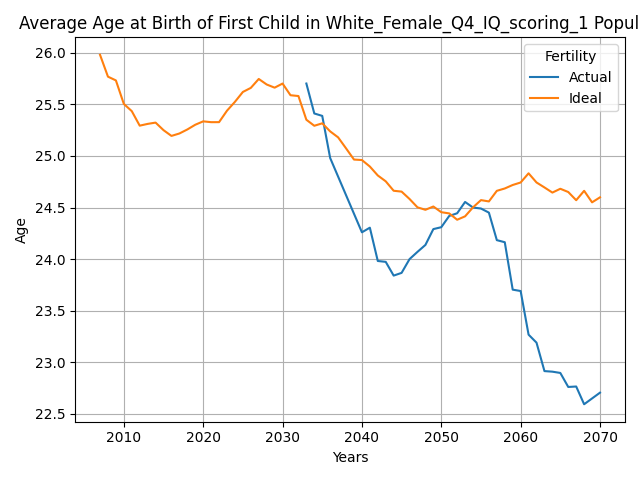 Average Age at Birth of First Child in White_Female_Q4_IQ_scoring_1 Popul
Fertility
Actual
Ideal
26.0
25.5
25.0
24.5
24.0
23.5
23.0
22.5
Age
2010 2020 2030 2040 2050 2060 2070
Years